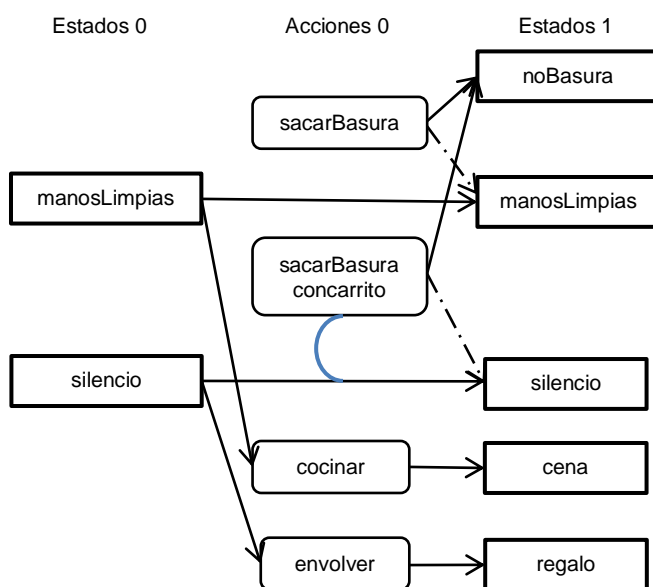 Estados 0
Acciones 0
Estados 1
noBasura
sacarBasura
manosLimpias
manosLimpias
sacarBasura
concarrito
silencio
silencio
cocinar
cena
envolver
regalo